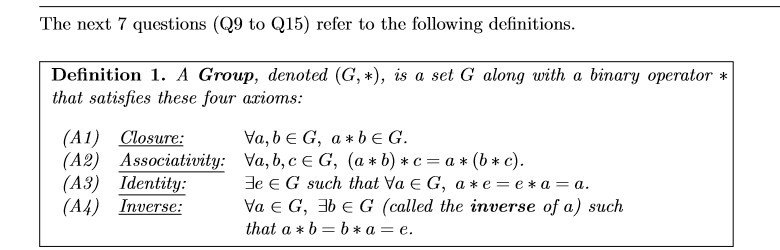 The next 7 questions (Q9 to Q15) refer to the following definitions.
Definition 1. A Group, denoted (G, ∗), is a set G along with a binary operator ∗
that satisfies these four axioms:
(A1) Closure: ∀a, b ∈ G, a ∗ b ∈ G.
(A2) Associativity: ∀a, b, c ∈ G, (a ∗ b) ∗ c = a ∗ (b ∗ c).
(A3) Identity: ∃e ∈ G such that ∀a ∈ G, a ∗ e = e ∗ a = a.
(A4) Inverse: ∀a ∈ G, ∃b ∈ G (called the inverse of a) such
that a ∗ b = b ∗ a = e.